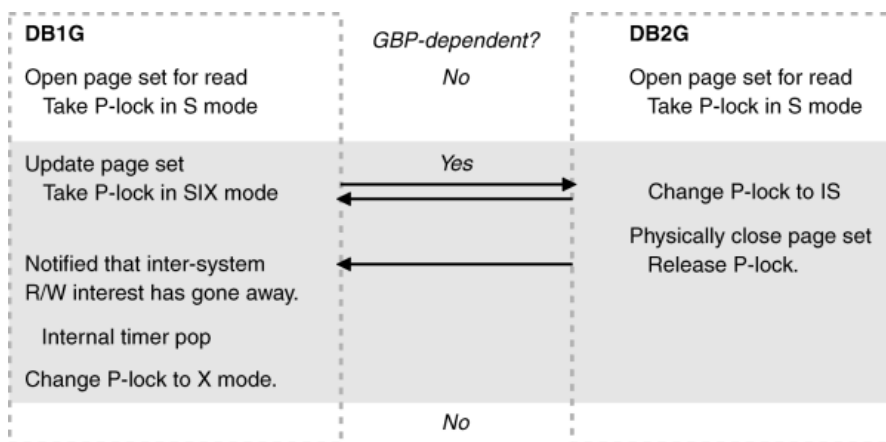 DB1G
GBP-dependent?
DB2G
Open page set for read
Take P-lock in S mode
No
Open page set for read
Take P-lock in S mode
Update page set
Take P-lock in SIX mode
Yes
Change P-lock to IS
Physically close page set
Release P-lock.
Notified that inter-system
R/W interest has gone away.
Internal timer pop
Change P-lock to X mode.
No